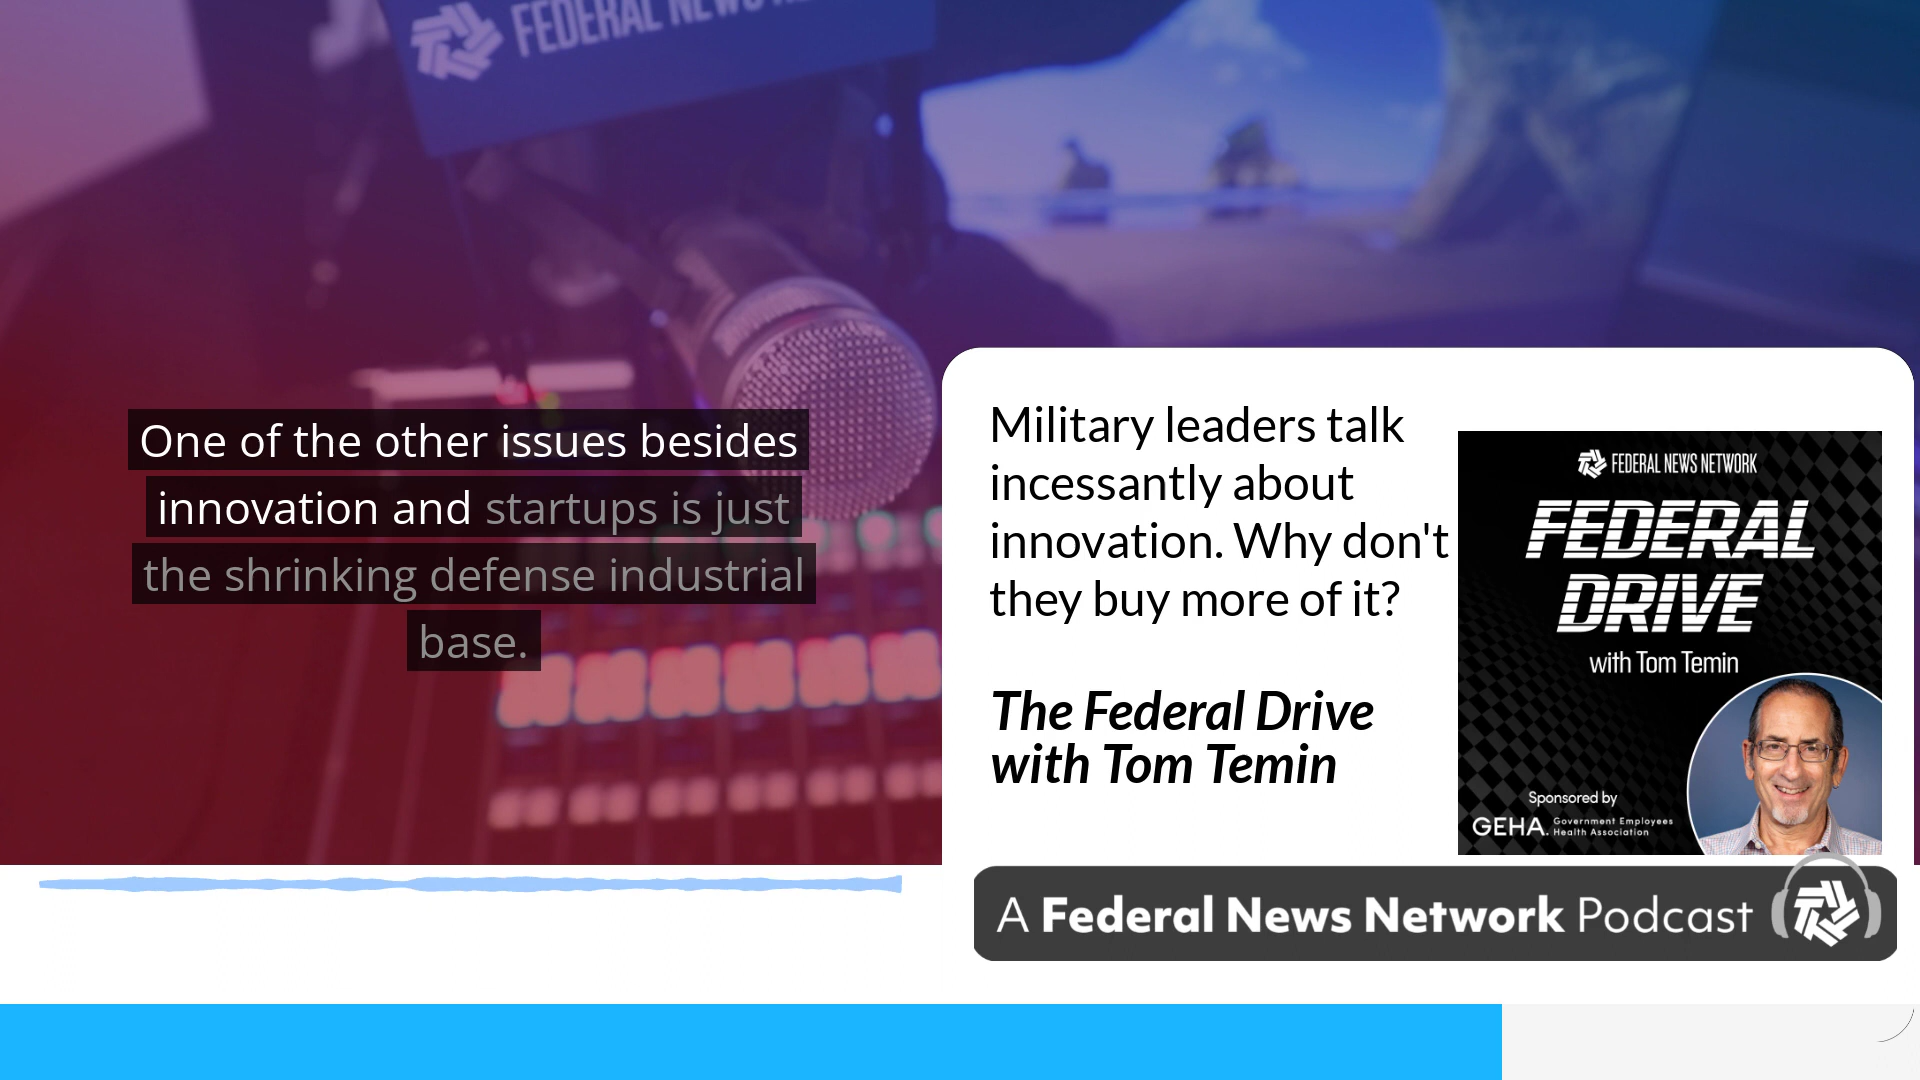 FEDERAL NEWS
One of the other issues besides
innovation and startups is just
the shrinking defense industrial
base.
Military leaders talk
incessantly about
innovation. Why don't
they buy more of it?
The Federal Drive
with Tom Temin
FEDERAL NEWS NETWORK
FEDERAL
DRIVE
with Tom Temin
Sponsored by
GEHA. Government Employees
Health Association
A Federal News Network Podcast